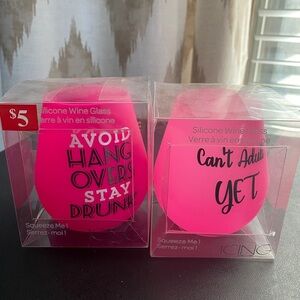 $5
Silicone Wine Glass
Verre à vin en silicone
AVOID
HANG
OVERS
STAY
DRUNK
Squeeze Me!
Serrez-moi!
Silicone Wine Glass
Verre à vin en silicone
Can't Adult
YET
Squeeze Me!
Serrez-moi!
ICING